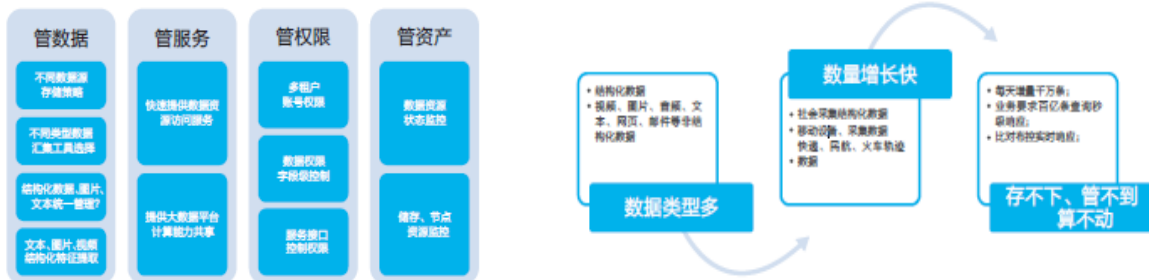 管数据
不同数据源
存储策略
不同类型数据
汇集工具选择
结构化数据、图片、
文本统一管理?
文本、图片、视频
结构化特征提取
管服务
快速提供数据资
源访问服务
提供大数据平台
计算能力共享
管权限
多租户
账号权限
数据权限
字段级控制
服务接口
控制权限
管资产
数据资源
状态监控
储存、节点
资源监控
• 结构化数据
• 视频、图片、音频、文
本、网页、邮件等非结
构化数据
数据类型多
数量增长快
• 社会采集结构化数据
• 移动设备、采集数据
快递、民航、火车轨迹
• 数据
• 每天增量千万条;
• 业务要求百亿条查询秒
级响应;
• 比对布控实时响应;
存不下、管不到
算不动